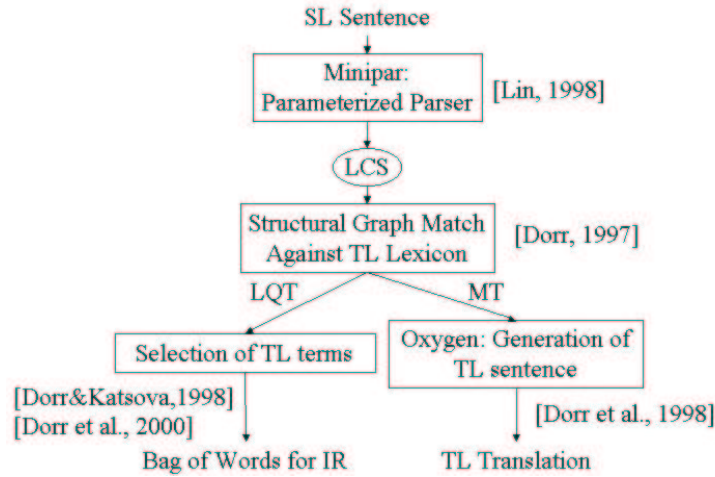 SL Sentence
Minipar:
Parameterized Parser
[Lin, 1998]
LCS
Structural Graph Match
Against TL Lexicon
[Dorr, 1997]
LQT
MT
Selection of TL terms
Oxygen: Generation of
TL sentence
[Dorr&Katsova,1998]
[Dorr et al., 2000]
[Dorr et al., 1998]
Bag of Words for IR
TL Translation